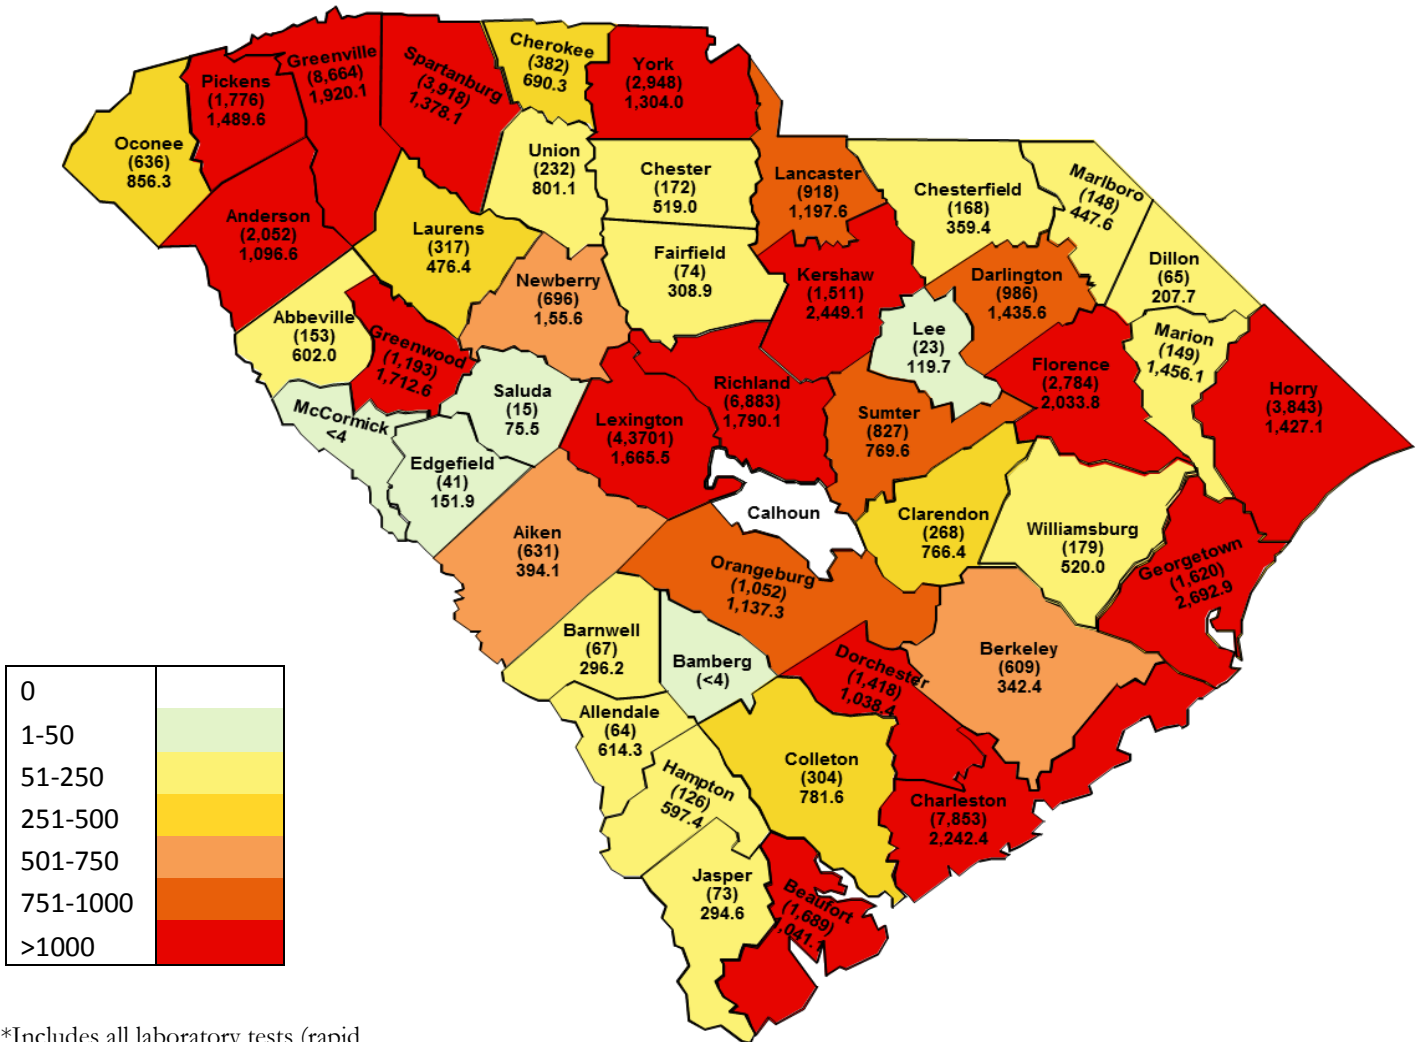 Cherokee
(382)
690.3
York
(2,948)
1,304.0
Greenville
(8,664)
1,920.1
Spartanburg
(3,918)
1,378.1
Pickens
(1,776)
1,489.6
Oconee
(636)
856.3
Union
(232)
801.1
Chester
(172)
519.0
Lancaster
(918)
1,197.6
Chesterfield
(168)
359.4
Marlboro
(148)
447.6
Anderson
(2,052)
1,096.6
Laurens
(317)
476.4
Fairfield
(74)
308.9
Kershaw
(1,511)
2,449.1
Darlington
(986)
1,435.6
Dillon
(65)
207.7
Newberry
(696)
1,55.6
Abbeville
(153)
602.0
Greenwood
(1,193)
1,712.6
Lee
(23)
119.7
Marion
(149)
1,456.1
Florence
(2,784)
2,033.8
Horry
(3,843)
1,427.1
Saluda
(15)
75.5
Richland
(6,883)
1,790.1
McCormick
<4
Lexington
(4,3701)
1,665.5
Sumter
(827)
769.6
Edgefield
(41)
151.9
Calhoun
Clarendon
(268)
766.4
Williamsburg
(179)
520.0
Aiken
(631)
394.1
Orangeburg
(1,052)
1,137.3
Georgetown
(1,620)
2,692.9
Barnwell
(67)
296.2
Bamberg
(<4)
Dorchester
(1,418)
1,038.4
Berkeley
(609)
342.4
Allendale
(64)
614.3
Hampton
(126)
597.4
Colleton
(304)
781.6
Charleston
(7,853)
2,242.4
Jasper
(73)
294.6
Beaufort
(1,689)
,041.1
0
1-50
51-250
251-500
501-750
751-1000
>1000
*Includes all laboratory tests (rapid